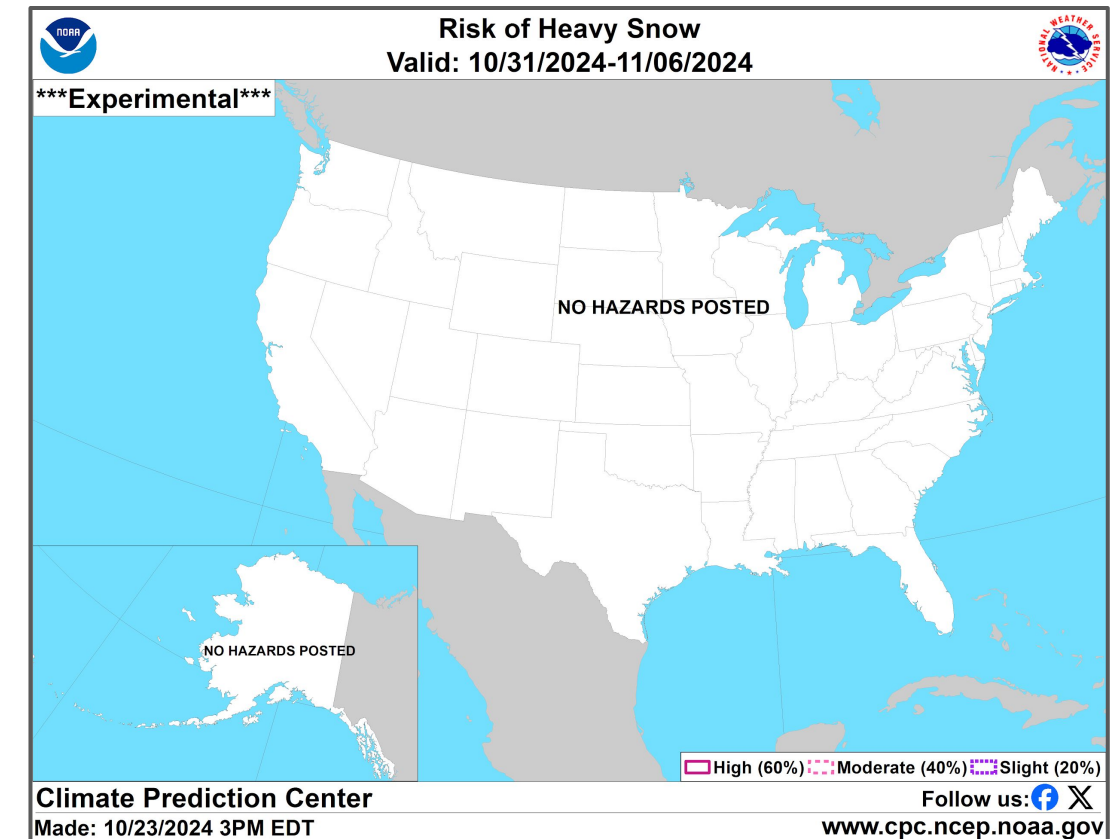 NOAA
Risk of Heavy Snow
Valid: 10/31/2024-11/06/2024
NATIONAL WEATHER SERVICE
***Experimental***
NO HAZARDS POSTED
NO HAZARDS POSTED
High (60%) Moderate (40%) Slight (20%)
Climate Prediction Center
Follow us: f X
Made: 10/23/2024 3PM EDT
www.cpc.ncep.noaa.gov